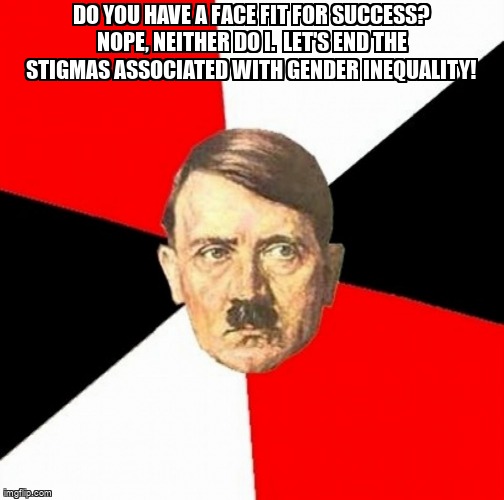 DO YOU HAVE A FACE FIT FOR SUCCESS?
NOPE, NEITHER DO I. LET'S END THE
STIGMAS ASSOCIATED WITH GENDER INEQUALITY!
imgflip.com